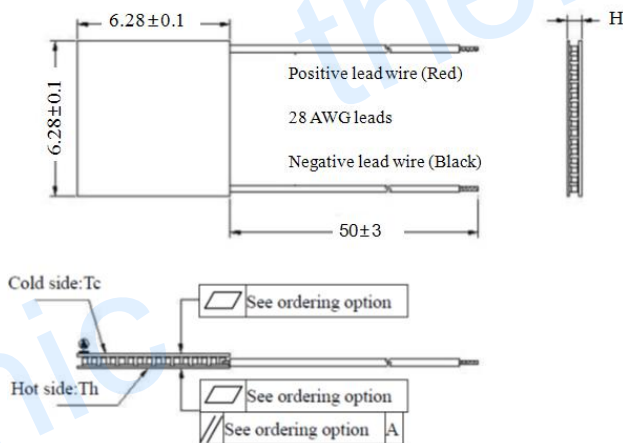 6.28±0.1
H
6.28±0.1
Positive lead wire (Red)
28 AWG leads
Negative lead wire (Black)
50±3
Cold side:Tc
See ordering option
A
Hot side:Th
See ordering option
See ordering option A